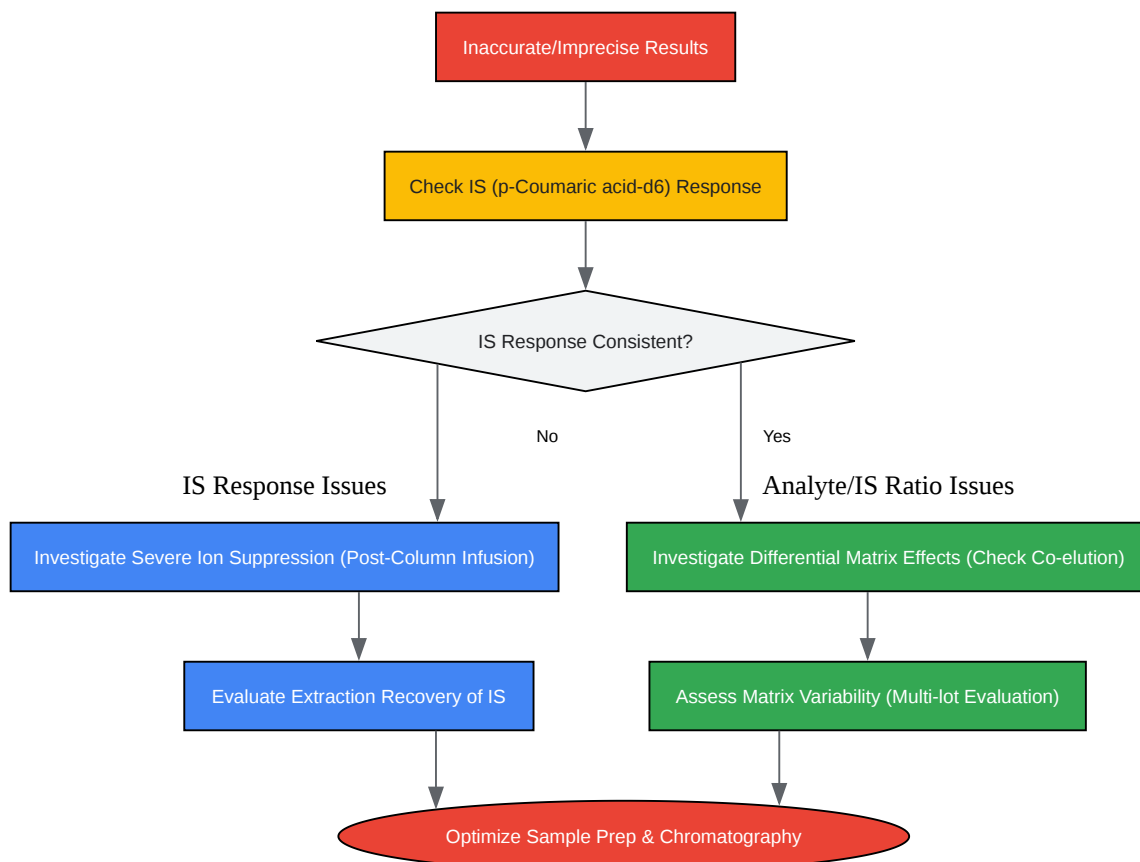 Inaccurate/Imprecise Results
Check IS (p-Coumaric acid-d6) Response
IS Response Consistent?
No
Yes
IS Response Issues
Analyte/IS Ratio Issues
Investigate Severe Ion Suppression (Post-Column Infusion)
Investigate Differential Matrix Effects (Check Co-elution)
Evaluate Extraction Recovery of IS
Assess Matrix Variability (Multi-lot Evaluation)
Optimize Sample Prep & Chromatography